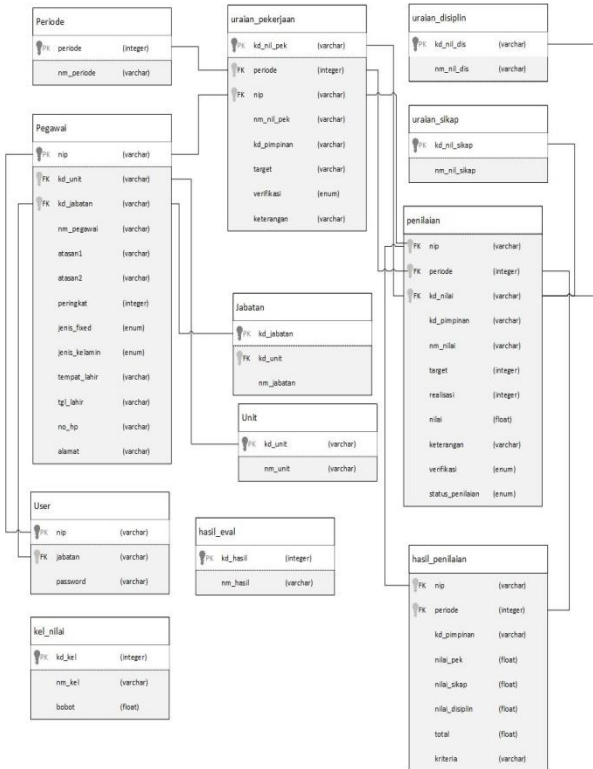 Periode
PK periode (integer)
nm_periode (varchar)
Pegawai
PK nip (varchar)
FK kd_unit (varchar)
FK kd_jabatan (varchar)
nm_pegawai (varchar)
atasan1 (varchar)
atasan2 (varchar)
peringkat (integer)
jenis_fixed (enum)
jenis_kelamin (enum)
tempat_lahir (varchar)
tgl_lahir (varchar)
no_hp (varchar)
alamat (varchar)
User
PK nip (varchar)
FK jabatan (varchar)
password (varchar)
kel_nilai
PK kd_kel (integer)
nm_kel (varchar)
bobot (float)
uraian_pekerjaan
PK kd_nil_pek (varchar)
FK periode (integer)
FK nip (varchar)
nm_nil_pek (varchar)
kd_pimpinan (varchar)
target (varchar)
verifikasi (enum)
keterangan (varchar)
Jabatan
PK kd_jabatan (varchar)
FK kd_unit (varchar)
nm_jabatan (varchar)
Unit
PK kd_unit (varchar)
nm_unit (varchar)
hasil_eval
PK kd_hasil (integer)
nm_hasil (varchar)
uraian_disiplin
PK kd_nil_dis (varchar)
nm_nil_dis (varchar)
uraian_sikap
PK kd_nil_sikap (varchar)
nm_nil_sikap (varchar)
penilaian
FK nip (varchar)
FK periode (integer)
FK kd_nilai (varchar)
kd_pimpinan (varchar)
nm_nilai (varchar)
target (integer)
realisasi (integer)
nilai (float)
keterangan (varchar)
verifikasi (enum)
status_penilaian (enum)
hasil_penilaian
FK nip (varchar)
FK periode (integer)
kd_pimpinan (varchar)
nilai_pek (float)
nilai_sikap (float)
nilai_disiplin (float)
total (float)
kriteria (varchar)